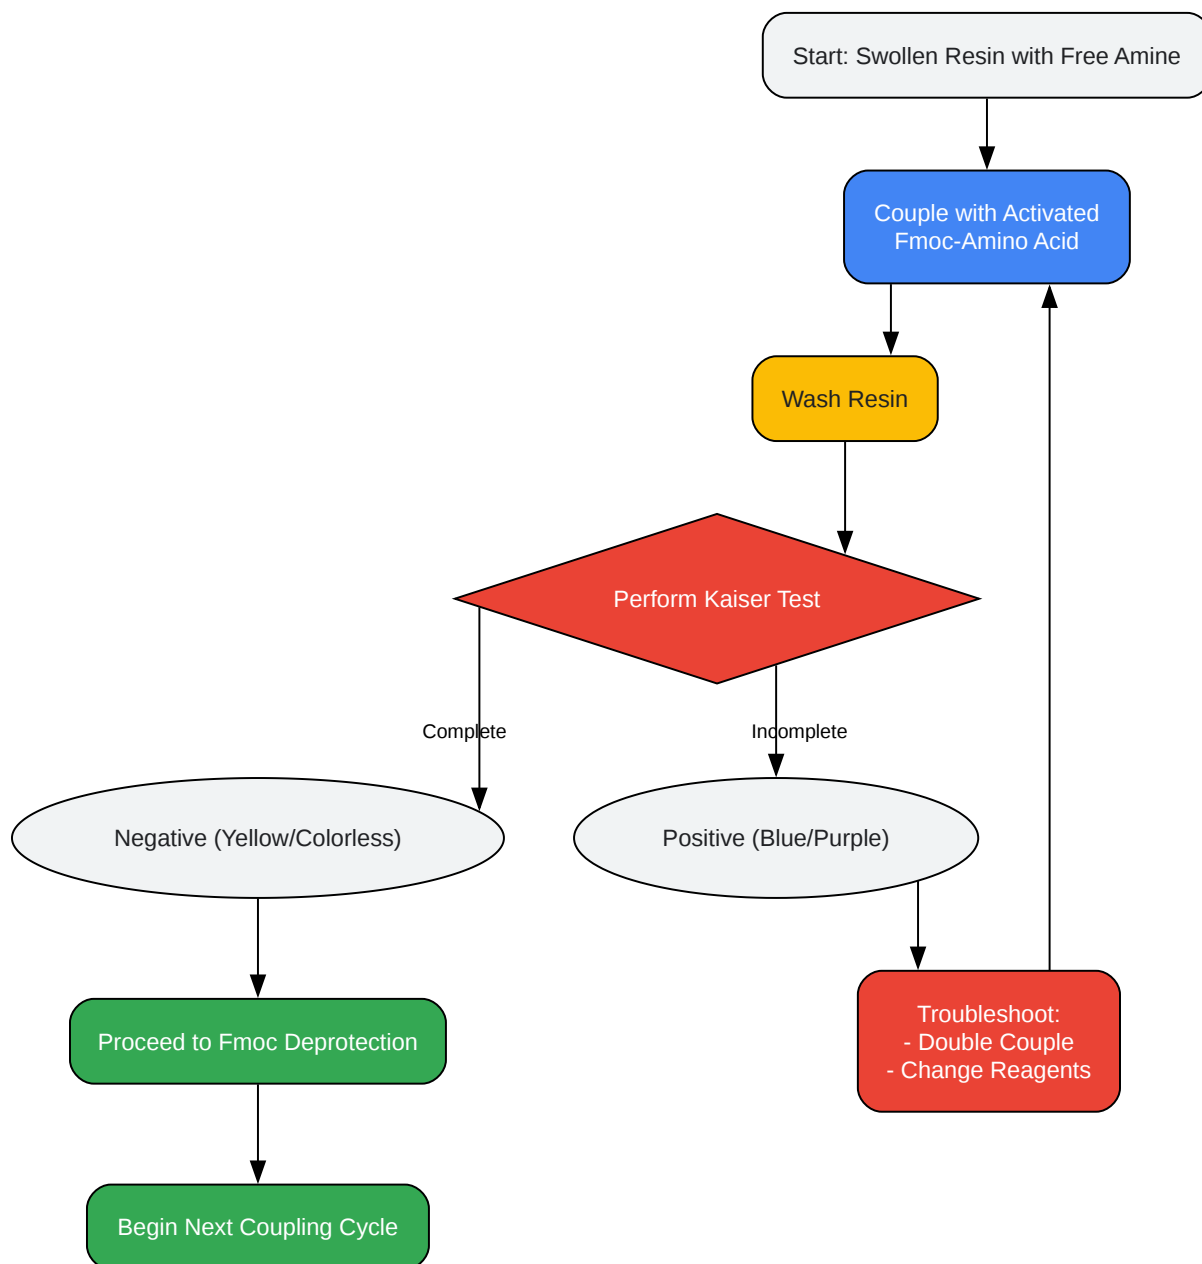 Start: Swollen Resin with Free Amine
Couple with Activated
Fmoc-Amino Acid
Wash Resin
Perform Kaiser Test
Complete
Incomplete
Negative (Yellow/Colorless)
Positive (Blue/Purple)
Troubleshoot:
- Double Couple
- Change Reagents
Proceed to Fmoc Deprotection
Begin Next Coupling Cycle